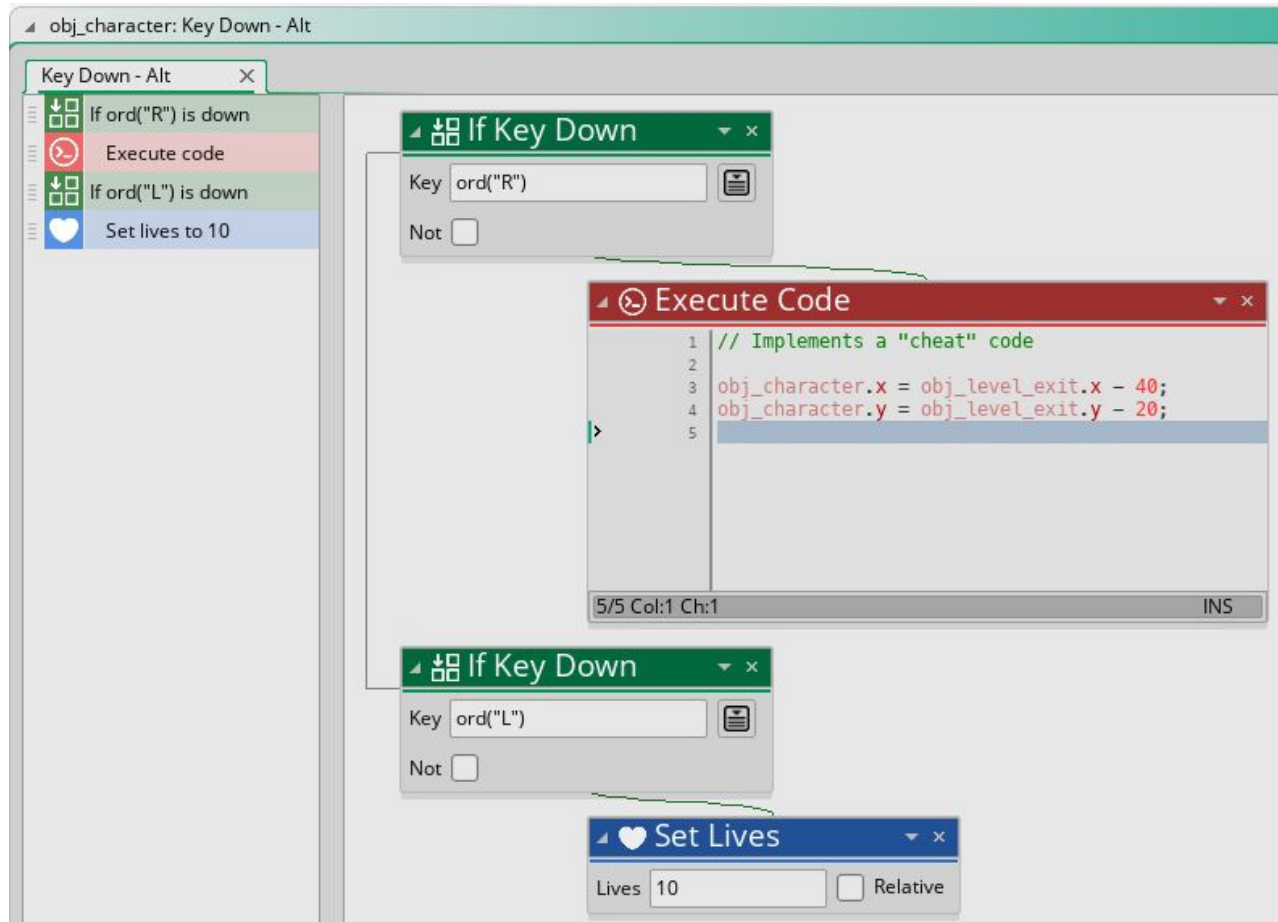 obj_character: Key Down - Alt
Key Down - Alt
If ord("R") is down
Execute code
If ord("L") is down
Set lives to 10
If Key Down
Key ord("R")
Not
Execute Code
1 // Implements a "cheat" code
2
3 obj_character.x = obj_level_exit.x - 40;
4 obj_character.y = obj_level_exit.y - 20;
5
5/5 Col:1 Ch:1 INS
If Key Down
Key ord("L")
Not
Set Lives
Lives 10 Relative